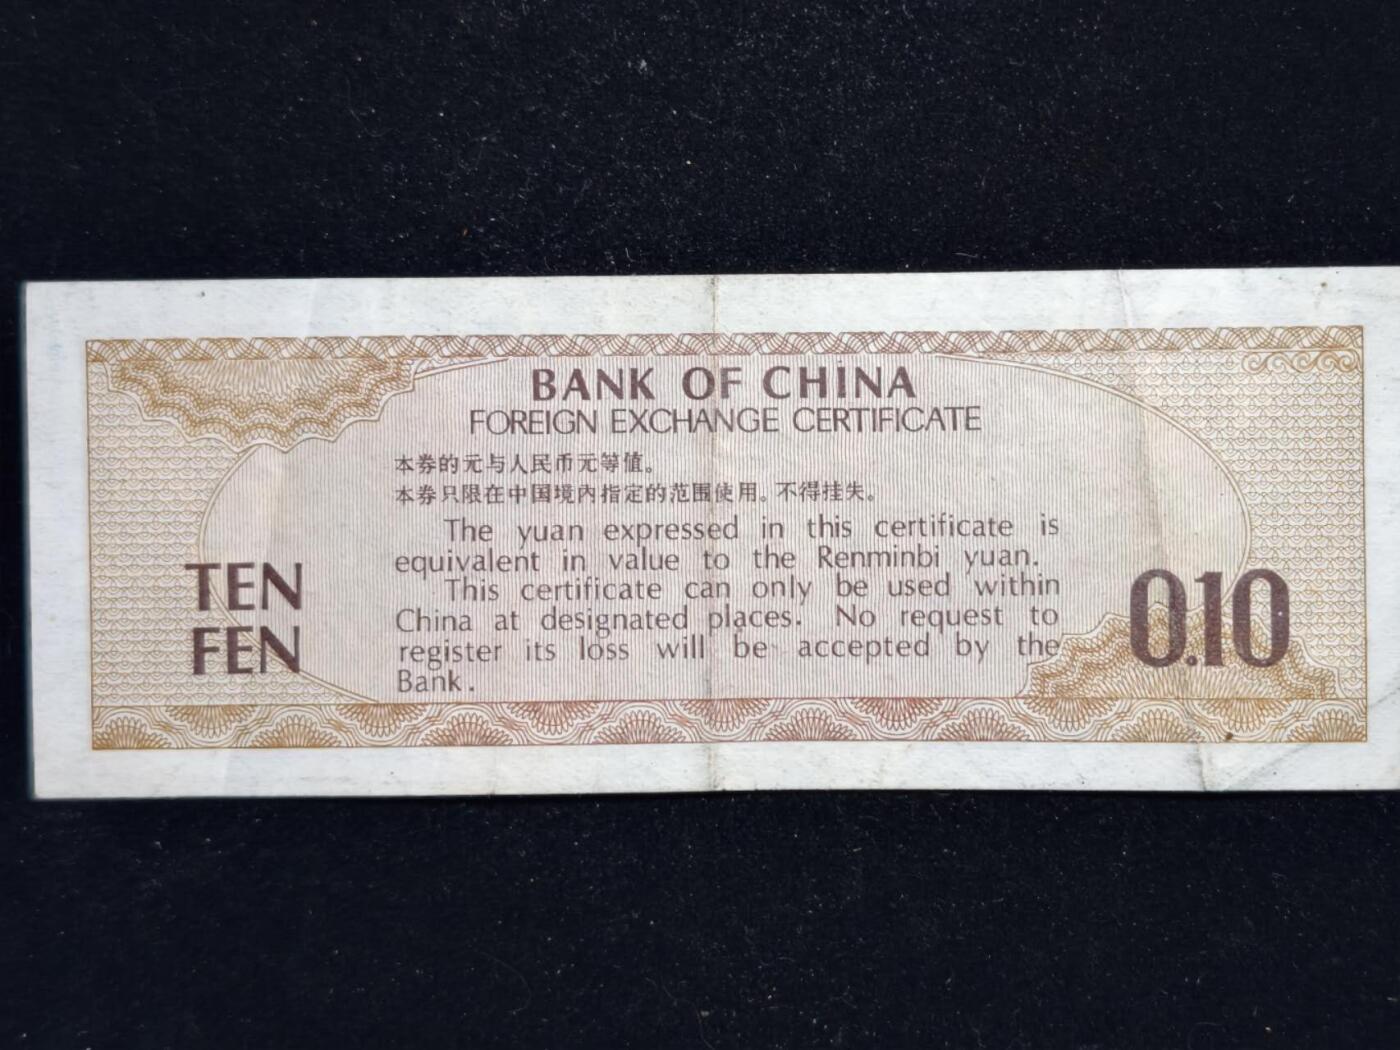 BANK OF CHINA
FOREIGN EXCHANGE CERTIFICATE
本券的元与人民币元等值。
本券只限在中国境内指定的范围使用。不得挂失。
The yuan expressed in this certificate is
equivalent in value to the Renminbi yuan.
This certificate can only be used within
China at designated places. No request to
register its loss will be accepted by the
Bank.
TEN
FEN
0.10